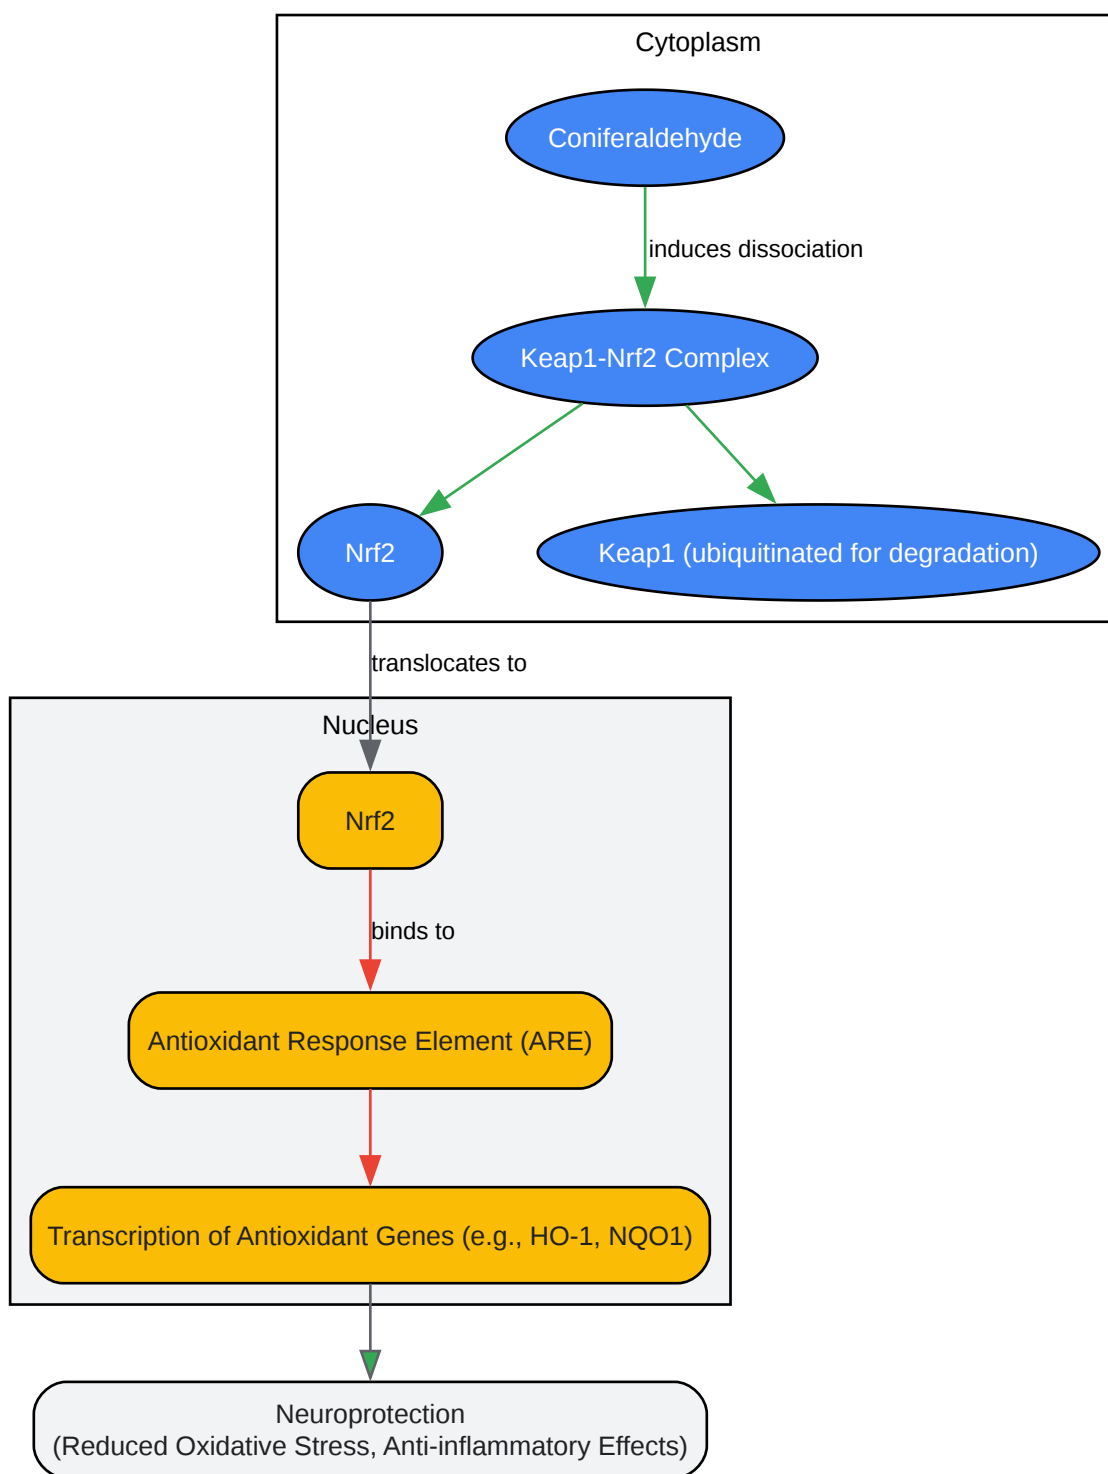 Cytoplasm
Coniferaldehyde
induces dissociation
Keap1-Nrf2 Complex
Nrf2
Keap1 (ubiquitinated for degradation)
translocates to
Nucleus
Nrf2
binds to
Antioxidant Response Element (ARE)
Transcription of Antioxidant Genes (e.g., HO-1, NQO1)
Neuroprotection
(Reduced Oxidative Stress, Anti-inflammatory Effects)